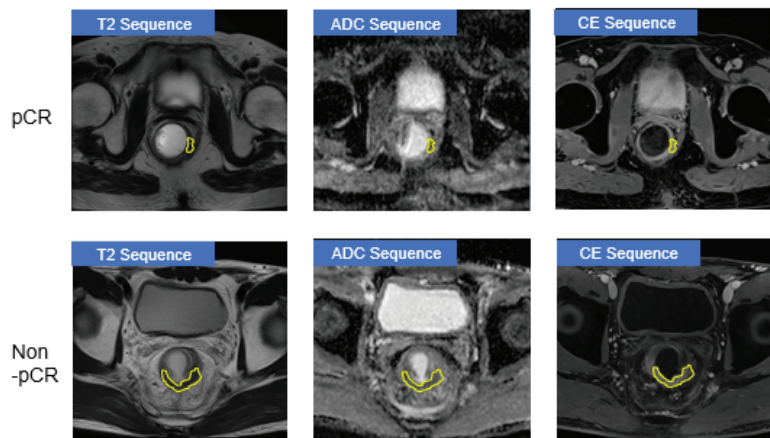 T2 Sequence
ADC Sequence
CE Sequence
pCR
T2 Sequence
ADC Sequence
CE Sequence
Non
-pCR